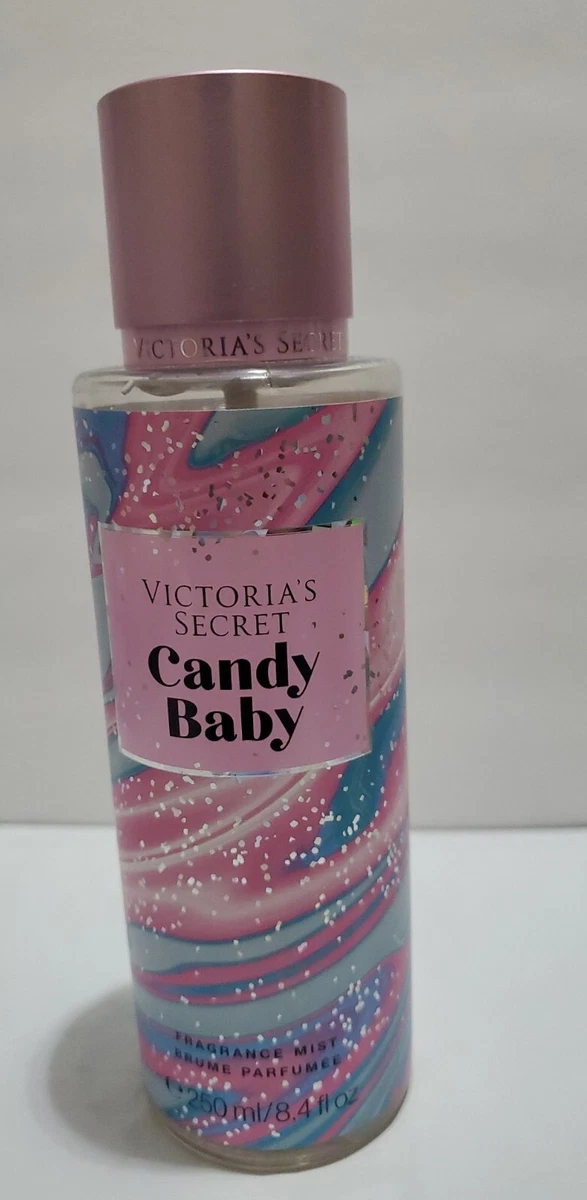 VICTORIA'S SECRET
VICTORIA'S
SECRET
Candy
Baby
FRAGRANCE MIST
BRUME PARFUMÉE
℮ 250 ml/8.4 fl oz